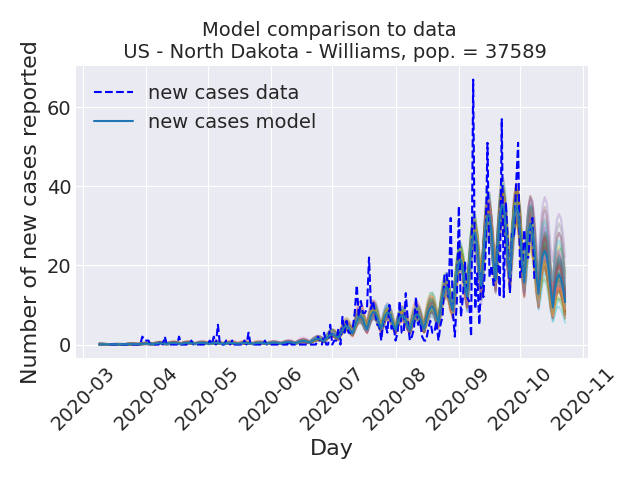 Model comparison to data
US - North Dakota - Williams, pop. = 37589
Number of new cases reported
new cases data
new cases model
60
40
20
0
2020-03
2020-04
2020-05
2020-06
2020-07
2020-08
2020-09
2020-10
2020-11
Day